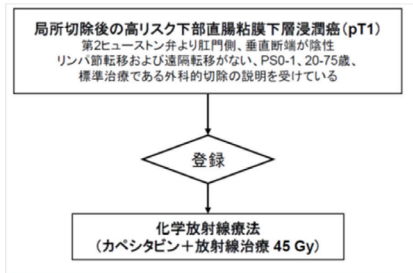 局所切除後の高リスク下部直腸粘膜下層浸潤癌（pT1）
第2ヒューストン弁より肛門側、垂直断端が陰性
リンパ節転移および遠隔転移がない、PS0-1、20-75歳、
標準治療である外科的切除の説明を受けている
登録
化学放射線療法
（カペシタビン＋放射線治療 45 Gy）